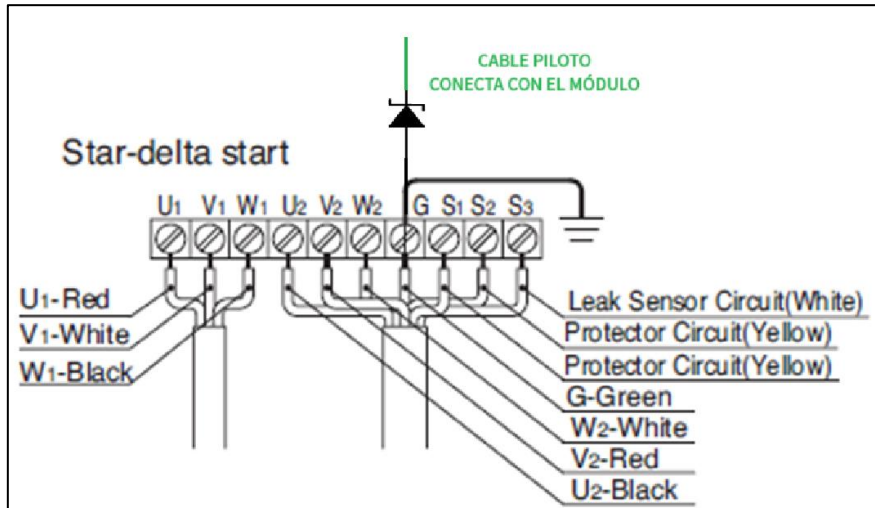 CABLE PILOTO
CONECTA CON EL MÓDULO
Star-delta start
U1 V1 W1 U2 V2 W2 G S1 S2 S3
U1-Red
V1-White
W1-Black
Leak Sensor Circuit(White)
Protector Circuit(Yellow)
Protector Circuit(Yellow)
G-Green
W2-White
V2-Red
U2-Black